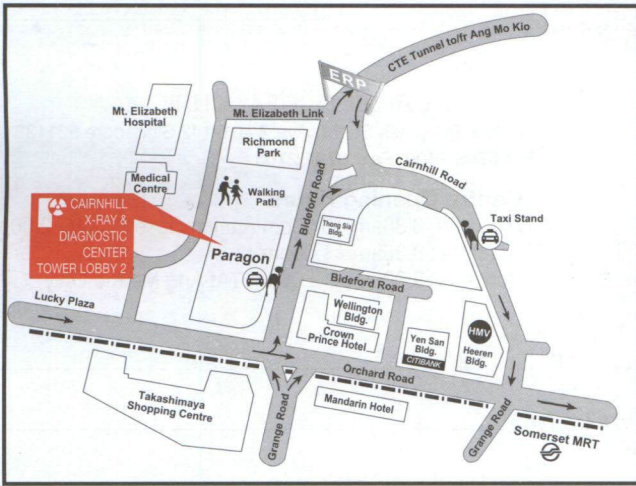 CTE Tunnel to/fr Ang Mo Kio
ERP
Mt. Elizabeth
Hospital
Mt. Elizabeth Link
Richmond
Park
Medical
Centre
Walking
Path
Bideford Road
Cairnhill Road
Taxi Stand
Thong Sia
Bldg.
CAIRNHILL
X-RAY &
DIAGNOSTIC
CENTER
TOWER LOBBY 2
Paragon
Bideford Road
Lucky Plaza
Wellington
Bldg.
Crown
Prince Hotel
Yen San
Bldg.
CITIBANK
HMV
Heeren
Bldg.
Orchard Road
Takashimaya
Shopping Centre
Grange Road
Mandarin Hotel
Grange Road
Somerset MRT